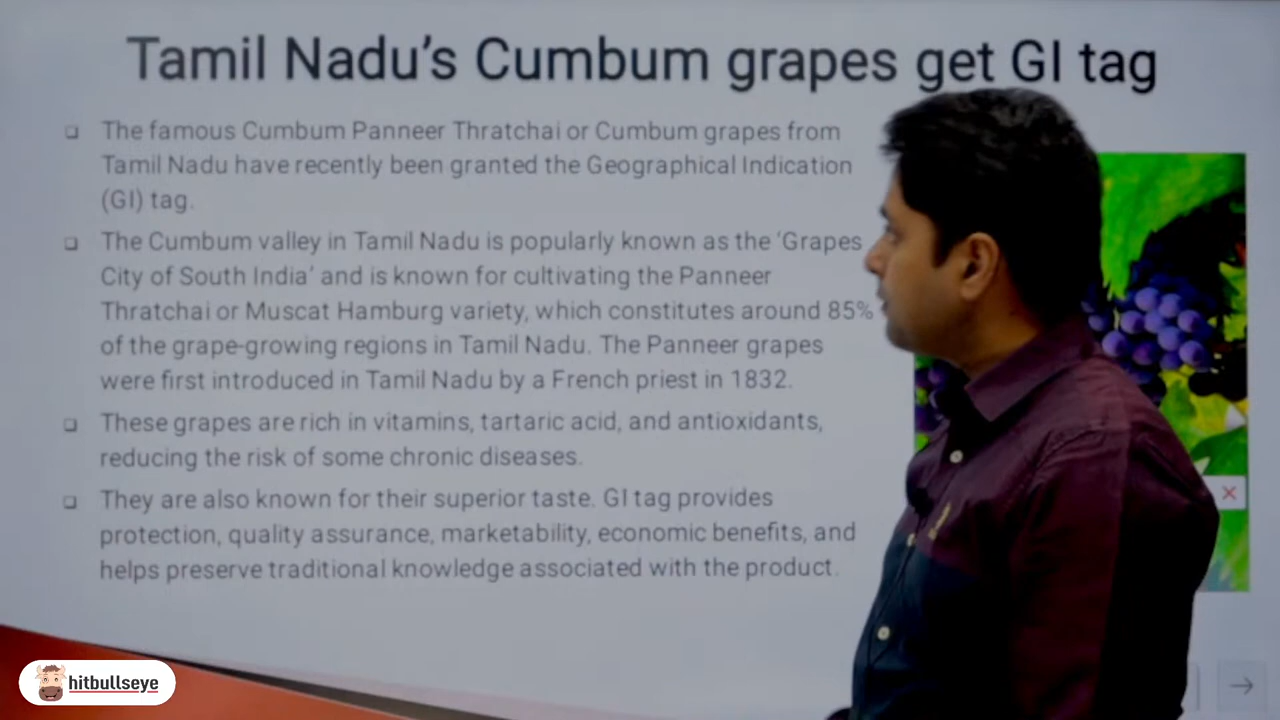 Tamil Nadu’s Cumbum grapes get GI tag
The famous Cumbum Panneer Thratchai or Cumbum grapes from
Tamil Nadu have recently been granted the Geographical Indication
(GI) tag.
The Cumbum valley in Tamil Nadu is popularly known as the ‘Grapes
City of South India’ and is known for cultivating the Panneer
Thratchai or Muscat Hamburg variety, which constitutes around 85%
of the grape-growing regions in Tamil Nadu. The Panneer grapes
were first introduced in Tamil Nadu by a French priest in 1832.
These grapes are rich in vitamins, tartaric acid, and antioxidants,
reducing the risk of some chronic diseases.
They are also known for their superior taste. GI tag provides
protection, quality assurance, marketability, economic benefits, and
helps preserve traditional knowledge associated with the product.
hitbullseye